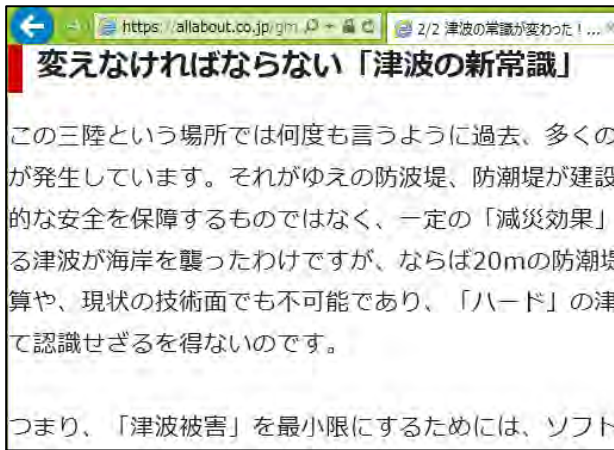 https://allabout.co.jp/gm
2/2 津波の常識が変わった！...
変えなければならない「津波の新常識」
この三陸という場所では何度も言うように過去、多くの
が発生しています。それがゆえの防波堤、防潮堤が建設
的な安全を保障するものではなく、一定の「減災効果」
る津波が海岸を襲ったわけですが、ならば20mの防潮堤
算や、現状の技術面でも不可能であり、「ハード」の津
て認識せざるを得ないのです。
つまり、「津波被害」を最小限にするためには、ソフト